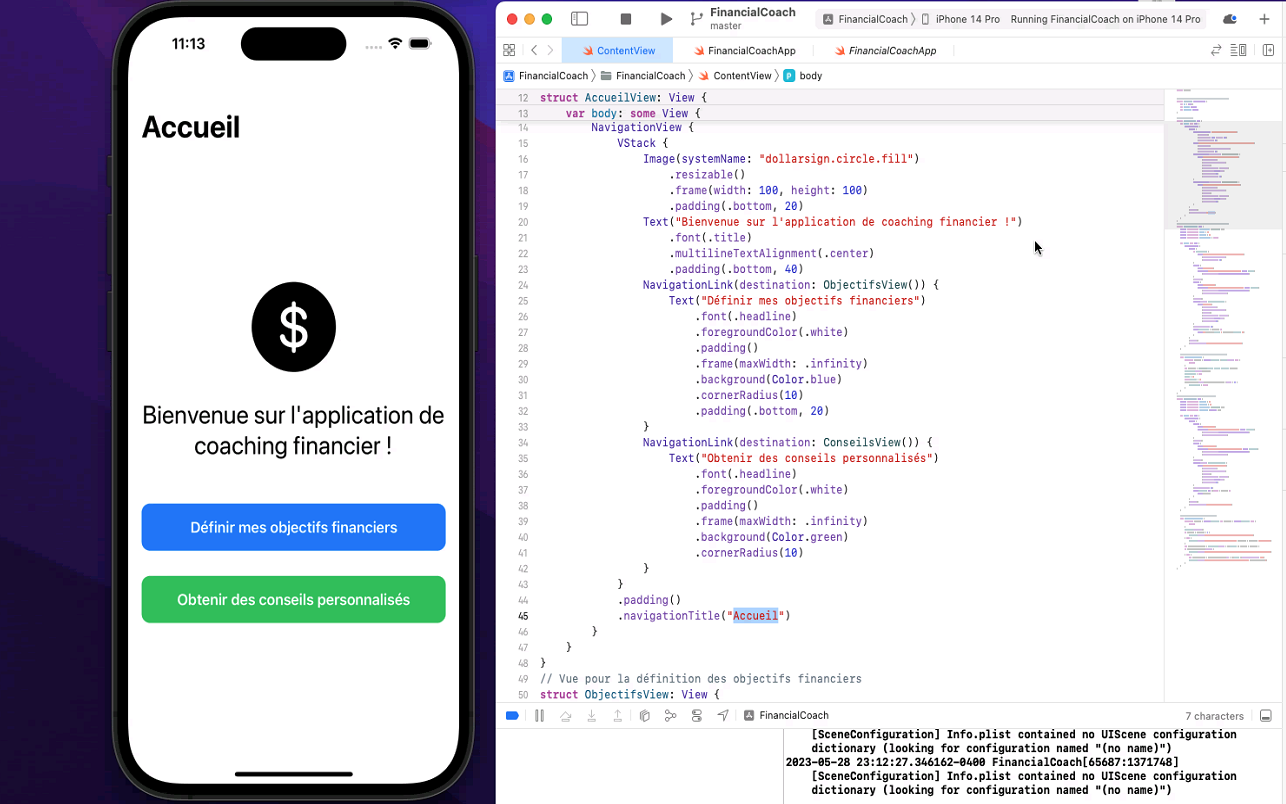 11:13
Accueil
$
Bienvenue sur l'application de
coaching financier !
Définir mes objectifs financiers
Obtenir des conseils personnalisés
FinancialCoach
master
FinancialCoach
iPhone 14 Pro
Running FinancialCoach on iPhone 14 Pro
ContentView
FinancialCoachApp
FinancialCoachApp
FinancialCoach
FinancialCoach
ContentView
P body
12 struct AccueilView: View {
13 var body: some View {
14 NavigationView {
15 VStack {
16 Image(systemName: "dollarsign.circle.fill")
17 .resizable()
18 .frame(width: 100, height: 100)
19 .padding(.bottom, 20)
20 Text("Bienvenue sur l'application de coaching financier !")
21 .font(.title)
22 .multilineTextAlignment(.center)
23 .padding(.bottom, 40)
24 NavigationLink(destination: ObjectifsView()) {
25 Text("Définir mes objectifs financiers")
26 .font(.headline)
27 .foregroundColor(.white)
28 .padding()
29 .frame(maxWidth: .infinity)
30 .background(Color.blue)
31 .cornerRadius(10)
32 .padding(.bottom, 20)
33 }
34 NavigationLink(destination: ConseilsView()) {
35 Text("Obtenir des conseils personnalisés")
36 .font(.headline)
37 .foregroundColor(.white)
38 .padding()
39 .frame(maxWidth: .infinity)
40 .background(Color.green)
41 .cornerRadius(10)
42 }
43 }
44 .padding()
45 .navigationTitle("Accueil")
46 }
47 }
48 }
49 // Vue pour la définition des objectifs financiers
50 struct ObjectifsView: View {
FinancialCoach
7 characters
[SceneConfiguration] Info.plist contained no UIScene configuration
dictionary (looking for configuration named "(no name)")
2023-05-28 23:12:27.346162-0400 FinancialCoach[65687:1371748]
[SceneConfiguration] Info.plist contained no UIScene configuration
dictionary (looking for configuration named "(no name)")